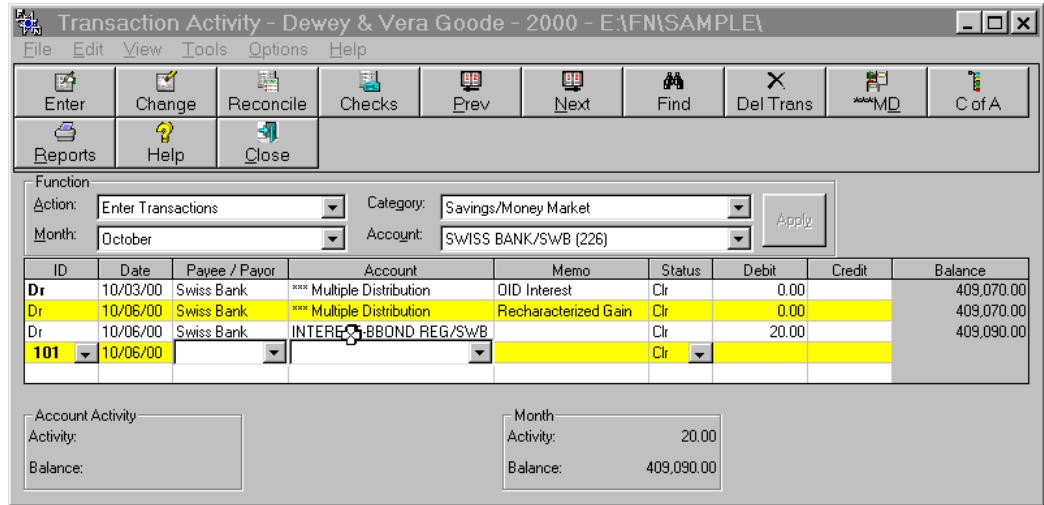 Transaction Activity - Dewey & Vera Goode - 2000 - E:\FN\SAMPLE\
File Edit View Tools Options Help
Enter Change Reconcile Checks Prev Next Find Del Trans ***MD C of A
Reports Help Close
Function
Action: Enter Transactions Category: Savings/Money Market Apply
Month: October Account: SWISS BANK/SWB (226)
ID Date Payee / Payor Account Memo Status Debit Credit Balance
Dr 10/03/00 Swiss Bank *** Multiple Distribution OID Interest Clr 0.00 409,070.00
Dr 10/06/00 Swiss Bank *** Multiple Distribution Recharacterized Gain Clr 0.00 409,070.00
Dr 10/06/00 Swiss Bank REG/SWB Clr 20.00 409,090.00
101 10/06/00 Clr
Account Activity Month
Activity: Activity: 20.00
Balance: Balance: 409,090.00